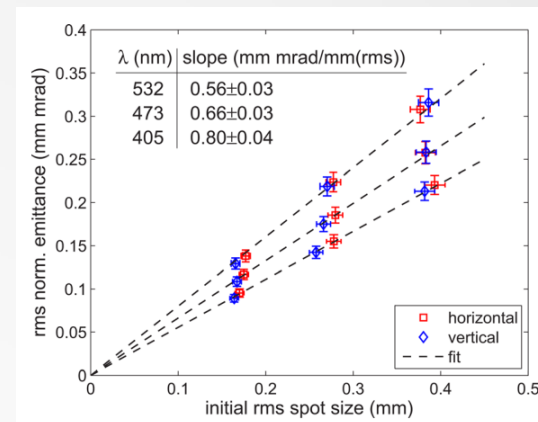 λ (nm) slope (mm mrad/mm(rms))
532 0.56±0.03
473 0.66±0.03
405 0.80±0.04
rms norm. emittance (mm mrad)
0.4
0.35
0.3
0.25
0.2
0.15
0.1
0.05
0
0 0.1 0.2 0.3 0.4 0.5
initial rms spot size (mm)
horizontal
vertical
fit